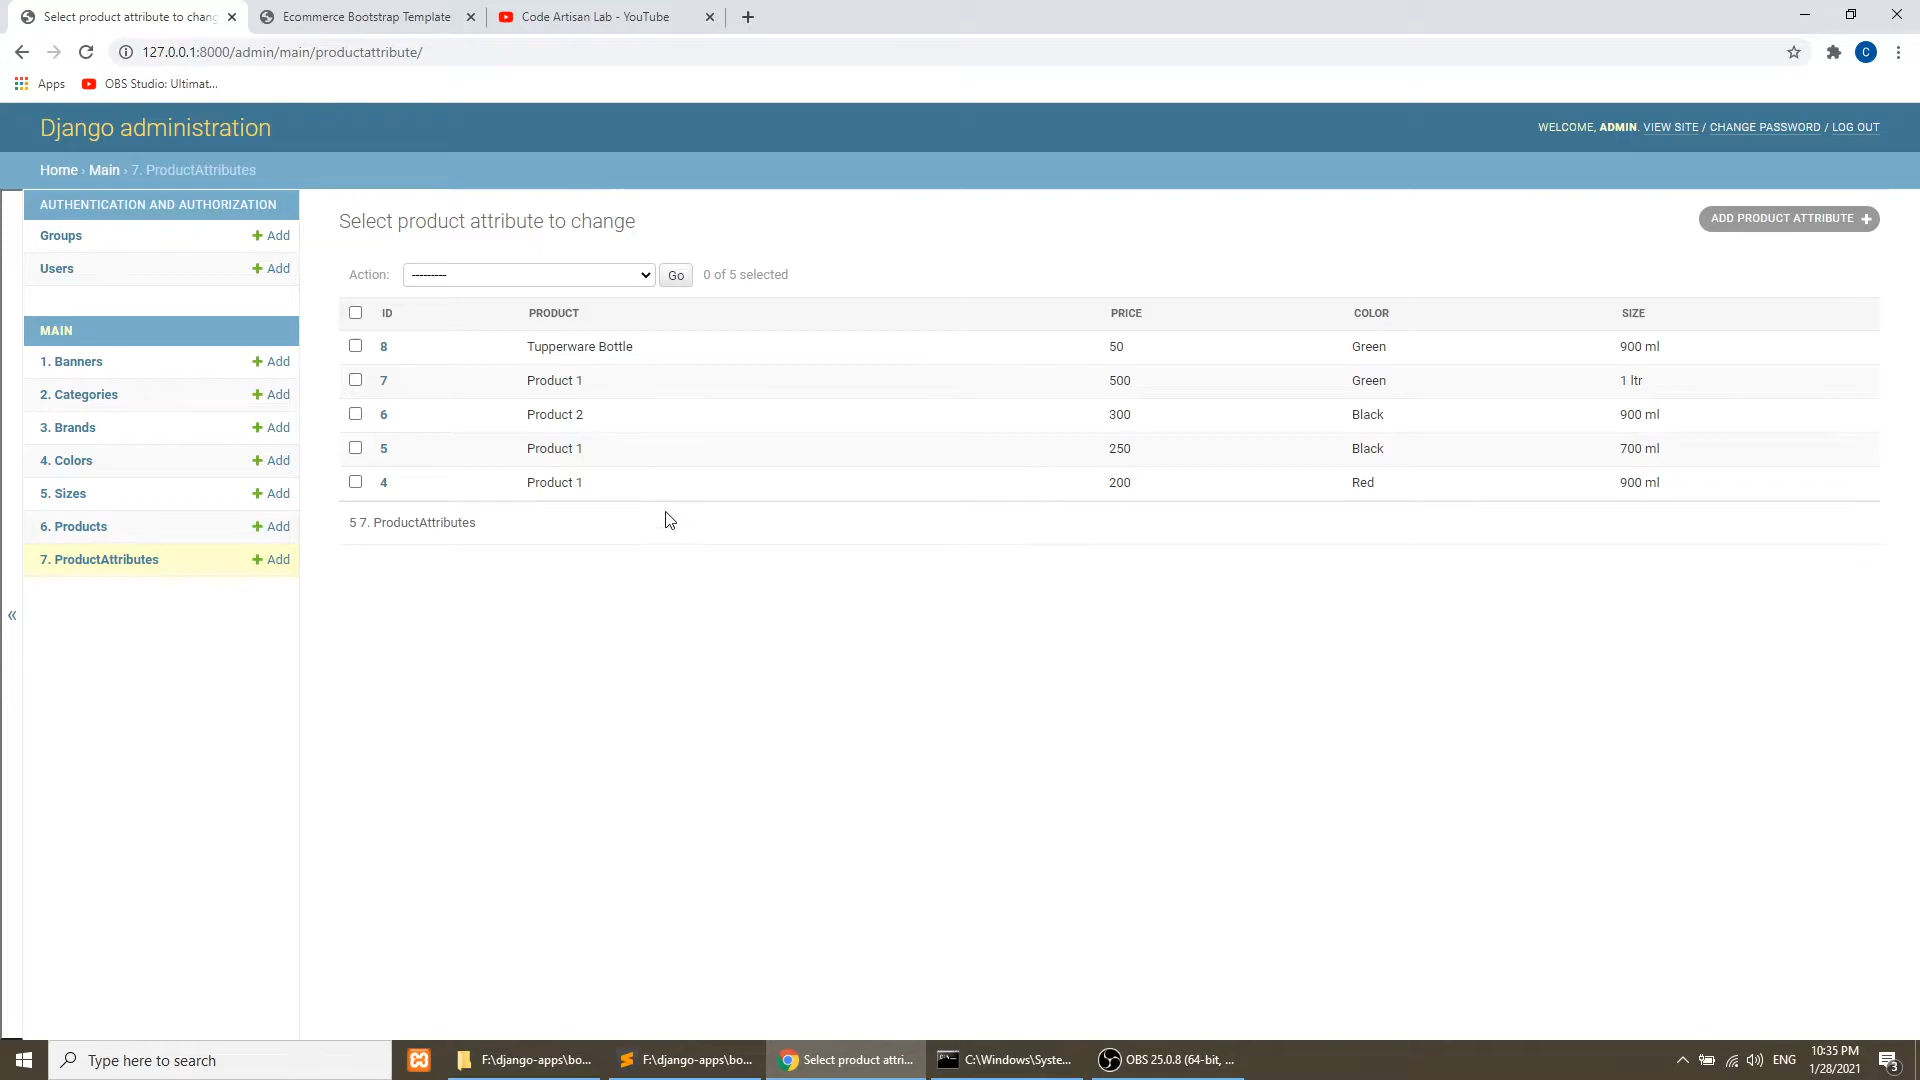 Select product attribute to chang
Ecommerce Bootstrap Template
Code Artisan Lab - YouTube
127.0.0.1:8000/admin/main/productattribute/
C
Apps
OBS Studio: Ultimat...
Django administration
WELCOME, ADMIN. VIEW SITE / CHANGE PASSWORD / LOG OUT
Home › Main › 7. ProductAttributes
AUTHENTICATION AND AUTHORIZATION
Groups + Add
Users + Add
MAIN
1. Banners + Add
2. Categories + Add
3. Brands + Add
4. Colors + Add
5. Sizes + Add
6. Products + Add
7. ProductAttributes + Add
«
Select product attribute to change
ADD PRODUCT ATTRIBUTE +
Action: --------- Go 0 of 5 selected
ID PRODUCT PRICE COLOR SIZE
8 Tupperware Bottle 50 Green 900 ml
7 Product 1 500 Green 1 ltr
6 Product 2 300 Black 900 ml
5 Product 1 250 Black 700 ml
4 Product 1 200 Red 900 ml
5 7. ProductAttributes
Type here to search
F:\django-apps\bo...
F:\django-apps\bo...
Select product attri...
C:\Windows\Syste...
OBS 25.0.8 (64-bit, ...
ENG
10:35 PM
1/28/2021
3